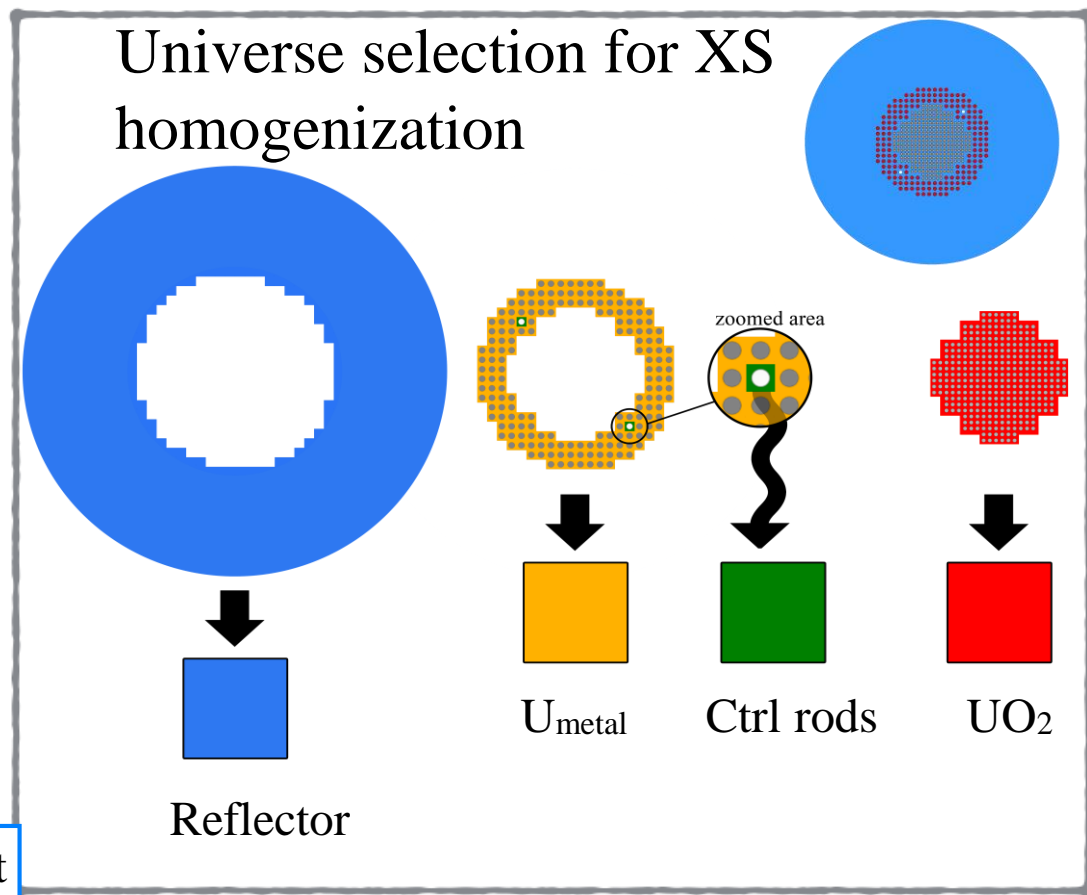 Universe selection for XS
homogenization
zoomed area
Umetal
Ctrl rods
UO2
Reflector